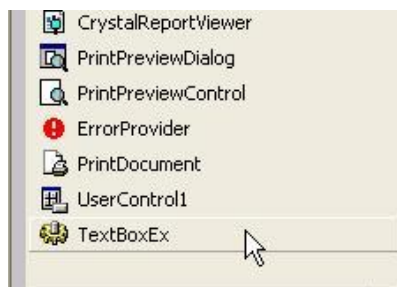 CrystalReportViewer
PrintPreviewDialog
PrintPreviewControl
ErrorProvider
PrintDocument
UserControl1
TextBoxEx